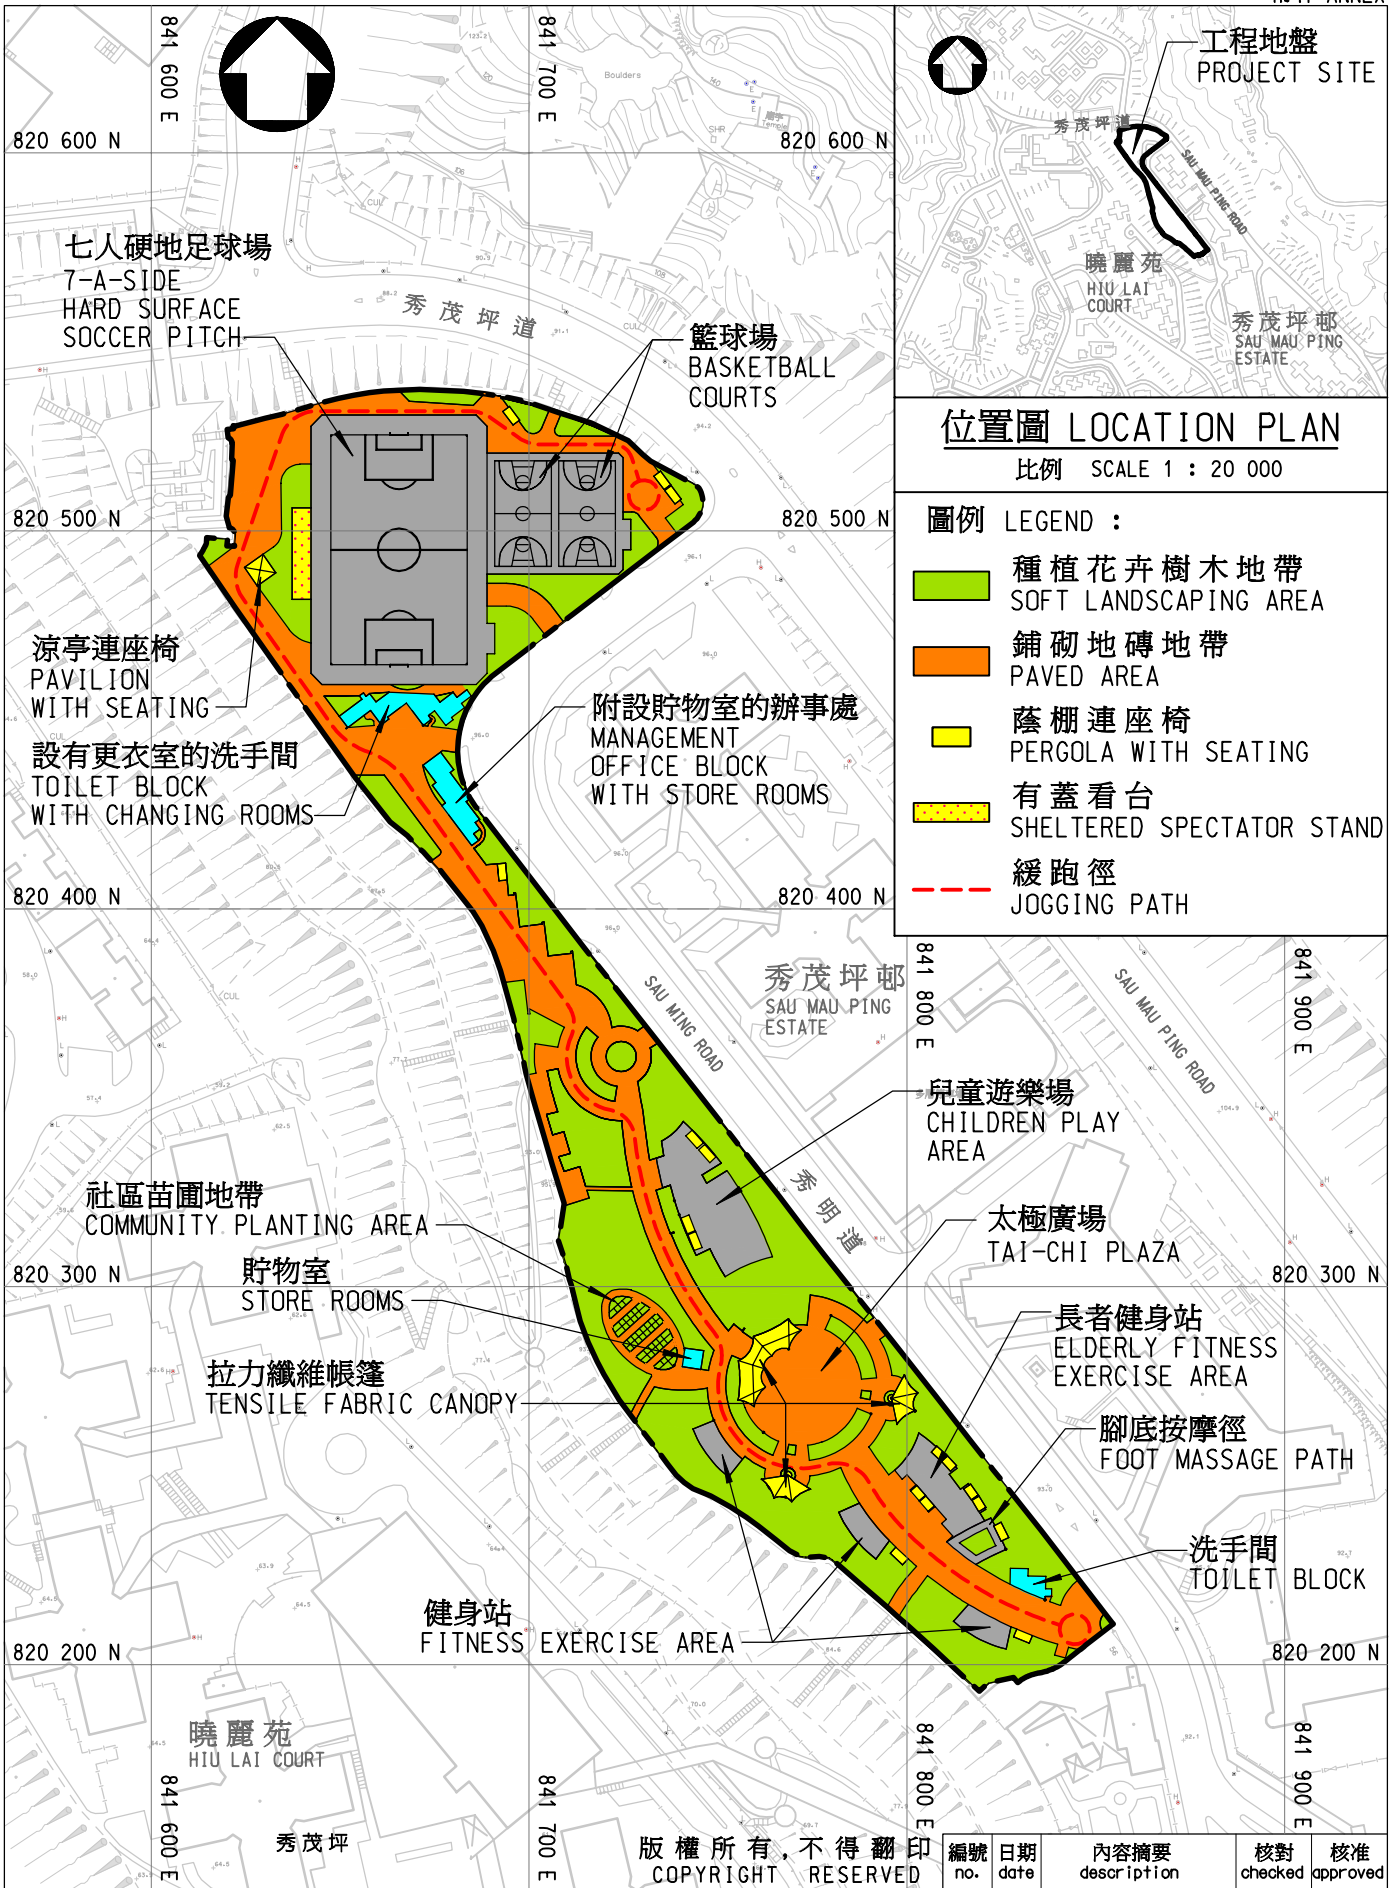 841 600 E
841 700 E
820 600 N
820 600 N
Boulders
SHR
CUL
七人硬地足球場
7-A-SIDE
HARD SURFACE
SOCCER PITCH
秀茂坪道
CUL
籃球場
BASKETBALL
COURTS
820 500 N
820 500 N
涼亭連座椅
PAVILION
WITH SEATING
設有更衣室的洗手間
TOILET BLOCK
WITH CHANGING ROOMS
附設貯物室的辦事處
MANAGEMENT
OFFICE BLOCK
WITH STORE ROOMS
820 400 N
820 400 N
CUL
SAU MING ROAD
秀茂坪邨
SAU MAU PING
ESTATE
841 800 E
841 900 E
SAU MAU PING ROAD
兒童遊樂場
CHILDREN PLAY
AREA
秀明道
社區苗圃地帶
COMMUNITY PLANTING AREA
太極廣場
TAI-CHI PLAZA
820 300 N
820 300 N
貯物室
STORE ROOMS
長者健身站
ELDERLY FITNESS
EXERCISE AREA
拉力纖維帳篷
TENSILE FABRIC CANOPY
腳底按摩徑
FOOT MASSAGE PATH
洗手間
TOILET BLOCK
健身站
FITNESS EXERCISE AREA
820 200 N
820 200 N
曉麗苑
HIU LAI COURT
841 600 E
841 700 E
841 800 E
841 900 E
秀茂坪
版權所有，不得翻印
COPYRIGHT RESERVED
工程地盤
PROJECT SITE
秀茂坪道
SAU MAU PING ROAD
曉麗苑
HIU LAI
COURT
秀茂坪邨
SAU MAU PING
ESTATE
位置圖 LOCATION PLAN
比例 SCALE 1 : 20 000
圖例 LEGEND :
種植花卉樹木地帶
SOFT LANDSCAPING AREA
鋪砌地磚地帶
PAVED AREA
蔭棚連座椅
PERGOLA WITH SEATING
有蓋看台
SHELTERED SPECTATOR STAND
緩跑徑
JOGGING PATH
編號 日期 內容摘要 核對 核准
no. date description checked approved